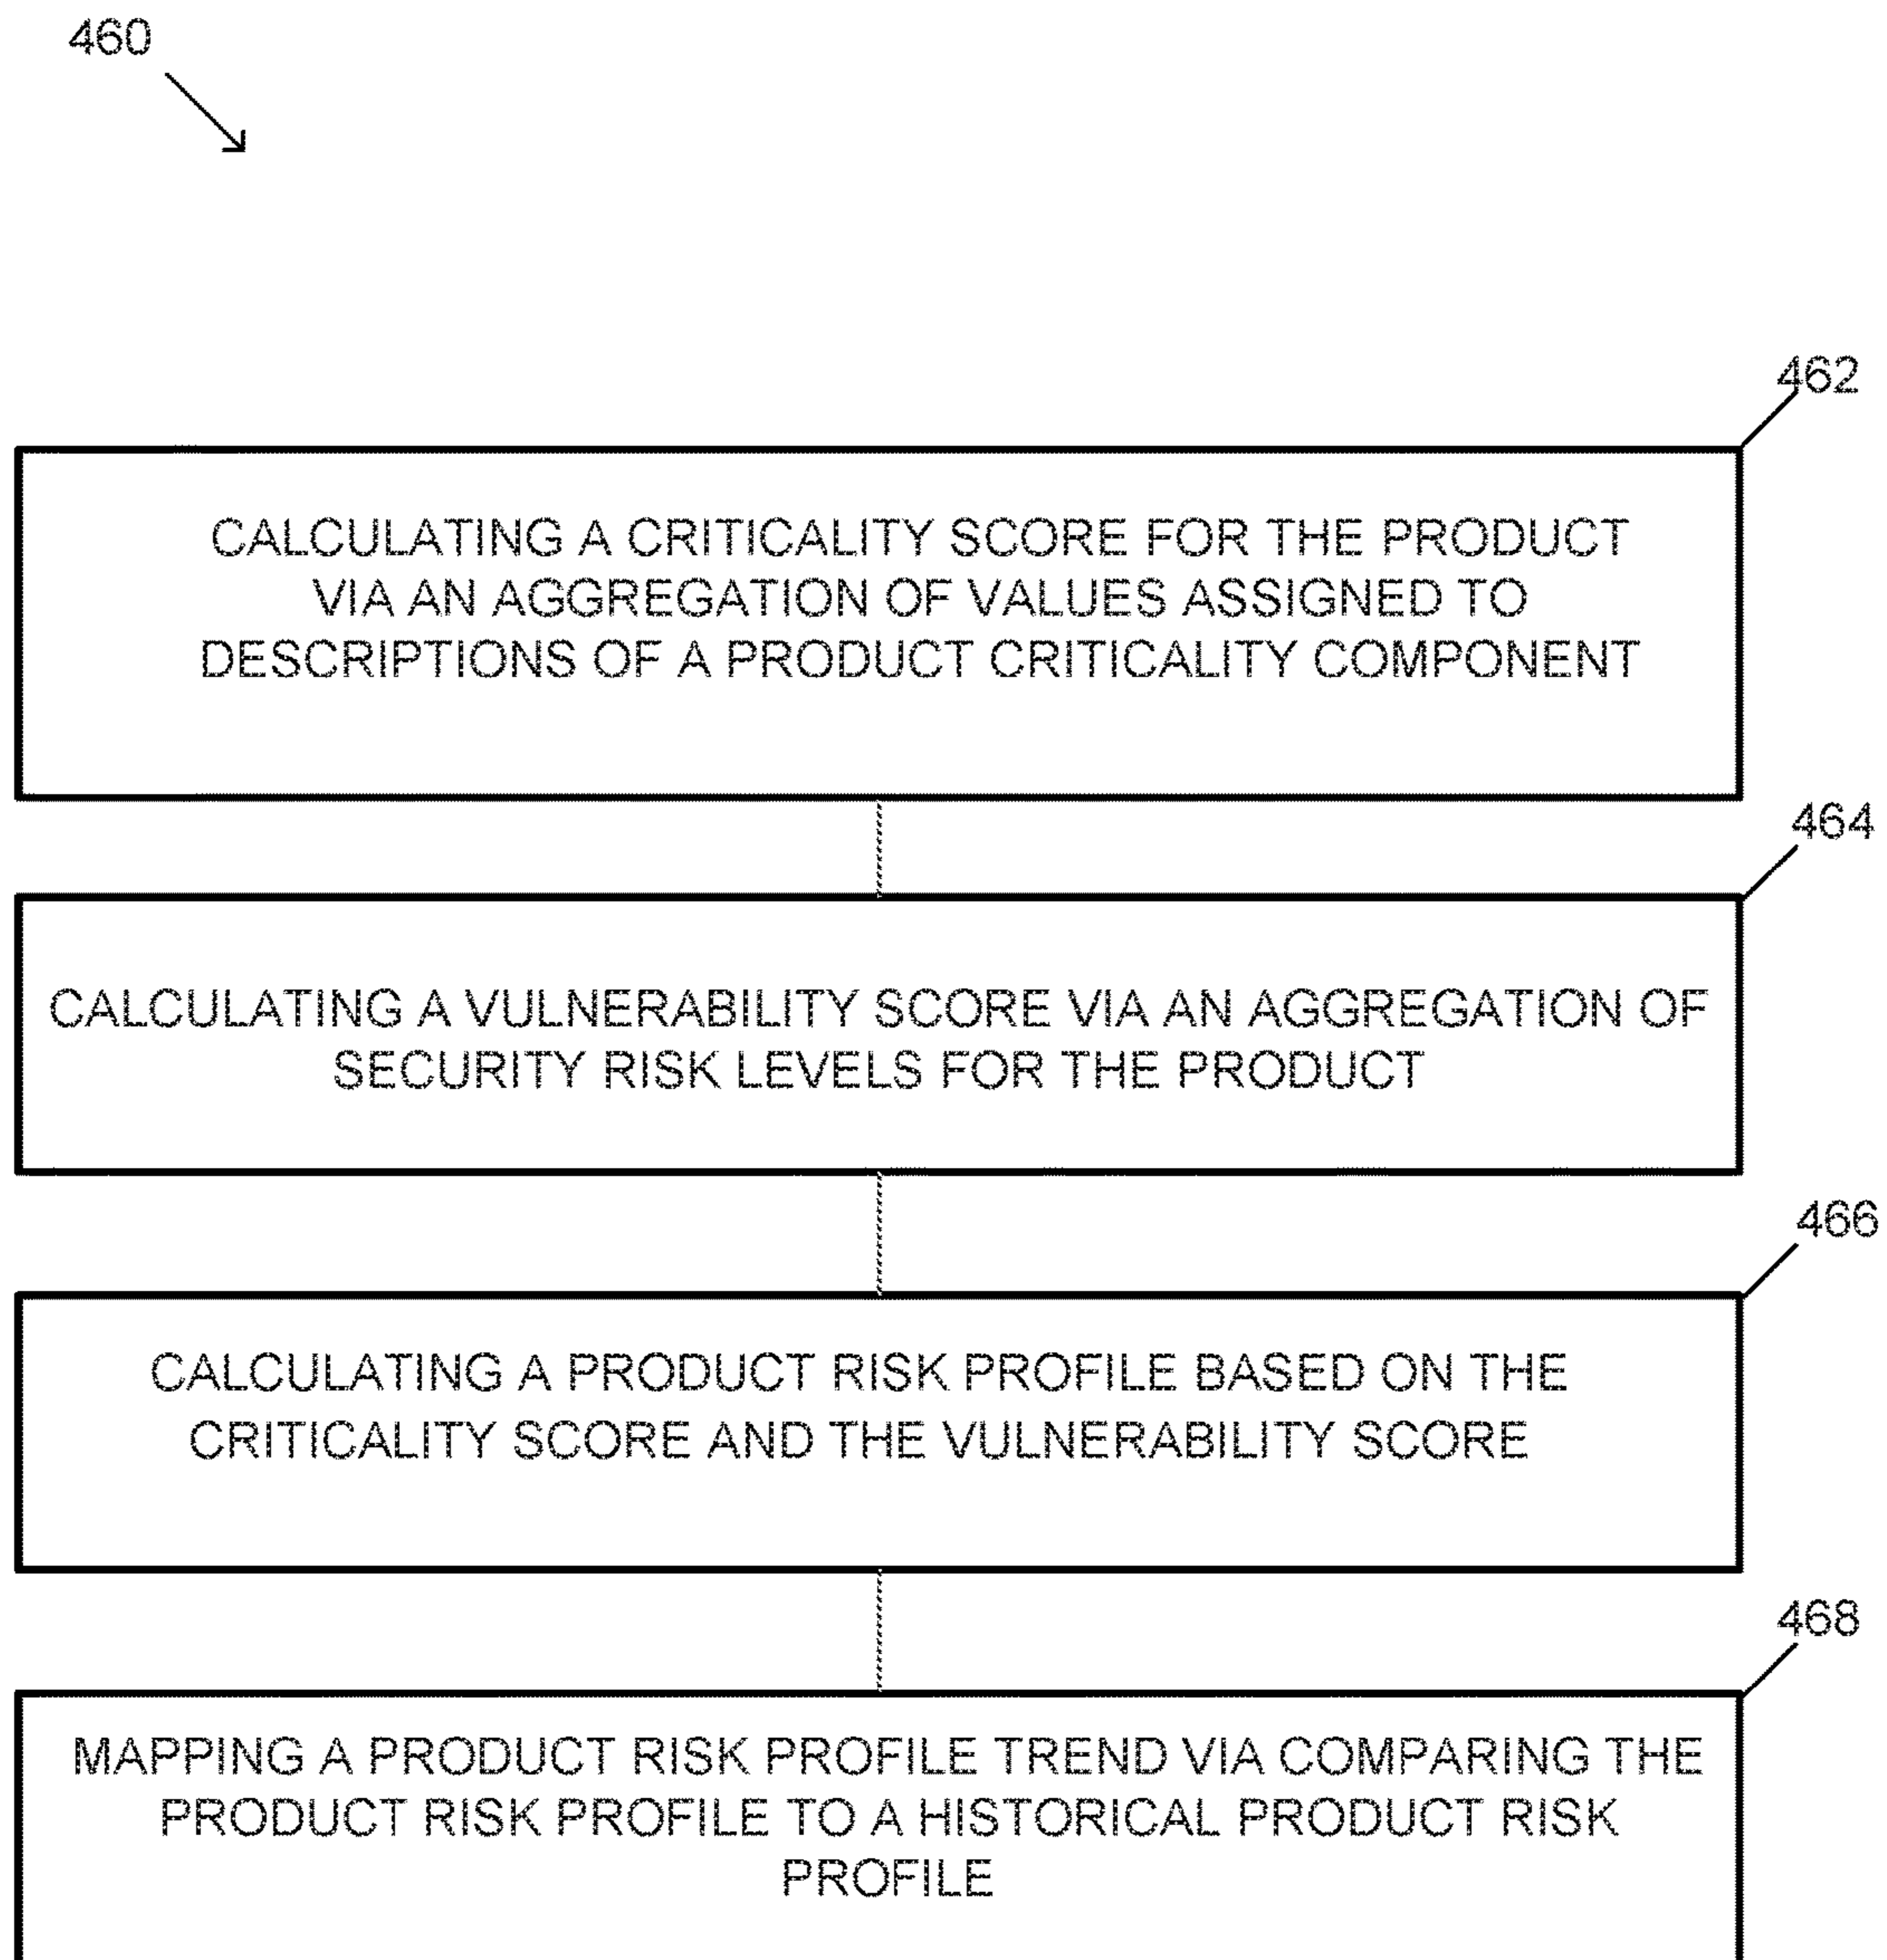 460
462
CALCULATING A CRITICALITY SCORE FOR THE PRODUCT
VIA AN AGGREGATION OF VALUES ASSIGNED TO
DESCRIPTIONS OF A PRODUCT CRITICALITY COMPONENT
464
CALCULATING A VULNERABILITY SCORE VIA AN AGGREGATION OF
SECURITY RISK LEVELS FOR THE PRODUCT
466
CALCULATING A PRODUCT RISK PROFILE BASED ON THE
CRITICALITY SCORE AND THE VULNERABILITY SCORE
468
MAPPING A PRODUCT RISK PROFILE TREND VIA COMPARING THE
PRODUCT RISK PROFILE TO A HISTORICAL PRODUCT RISK
PROFILE